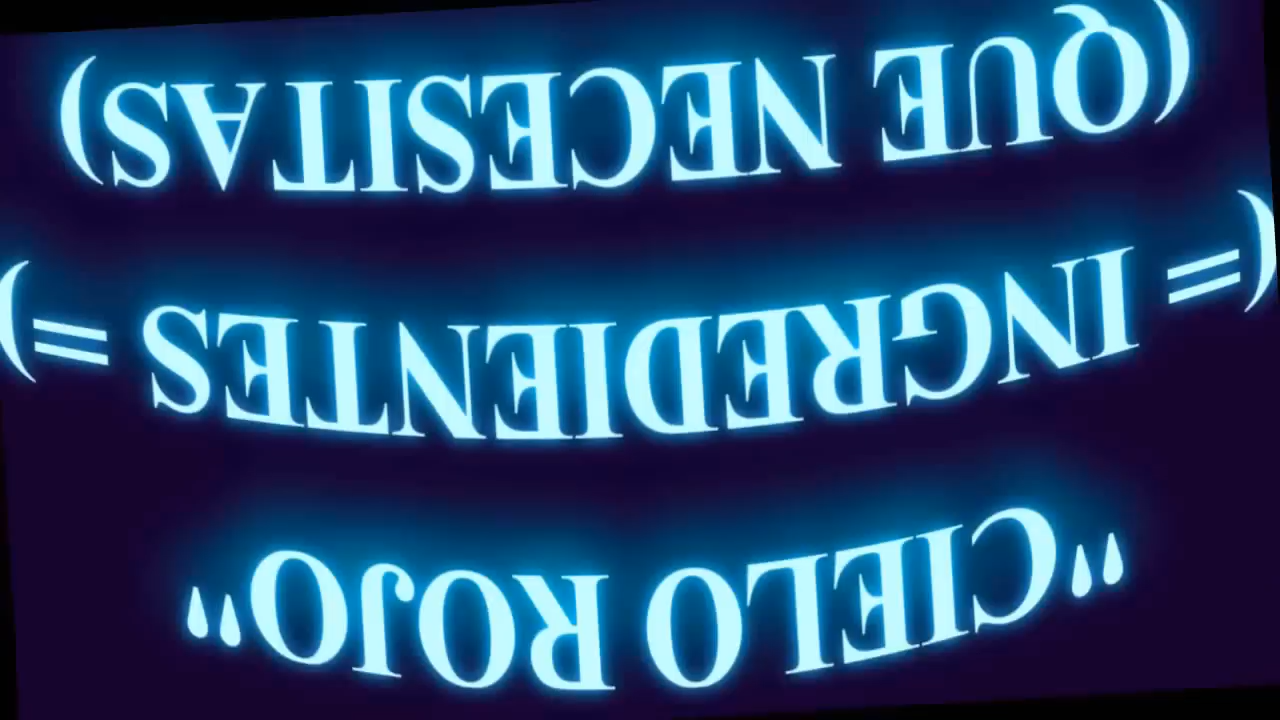 "CIELO ROJO"
(= INGREDIENTES =)
(QUE NECESITAS)